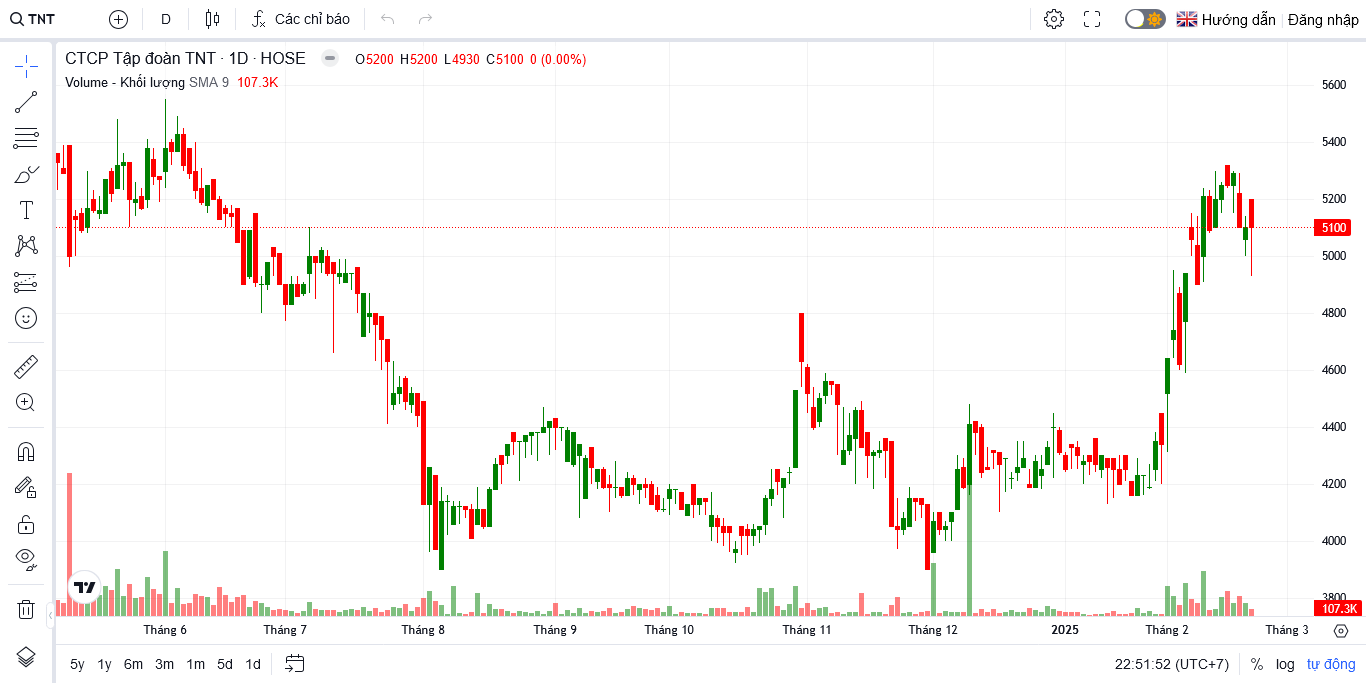 TNT D Các chỉ báo Hướng dẫn Đăng nhập
CTCP Tập đoàn TNT · 1D · HOSE O5200 H5200 L4930 C5100 0 (0.00%)
Volume - Khối lượng SMA 9 107.3K
5600
5400
5200
5100
5000
4800
4600
4400
4200
4000
3800
107.3K
Tháng 6 Tháng 7 Tháng 8 Tháng 9 Tháng 10 Tháng 11 Tháng 12 2025 Tháng 2 Tháng 3
5y 1y 6m 3m 1m 5d 1d 22:51:52 (UTC+7) % log tự động